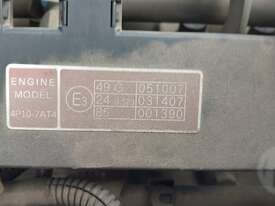 ENGINE
MODEL
4P10-7AT4
E3
49 G 051007
24 031407
85 001390